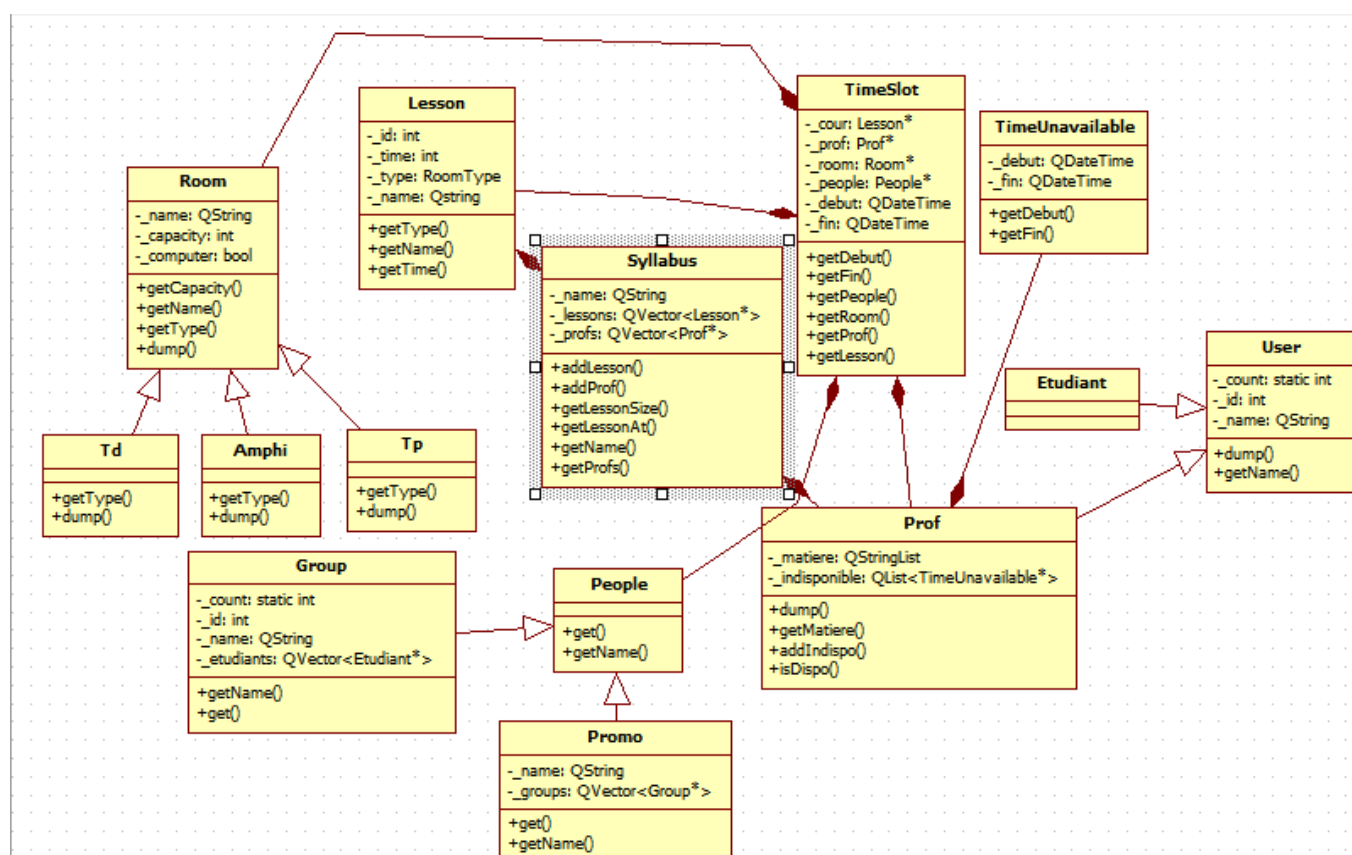 TimeSlot
-_cour: Lesson*
-_prof: Prof*
-_room: Room*
-_people: People*
-_debut: QDateTime
-_fin: QDateTime
+getDebut()
+getFin()
+getPeople()
+getRoom()
+getProf()
+getLesson()
Lesson
-_id: int
-_time: int
-_type: RoomType
-_name: Qstring
+getType()
+getName()
+getTime()
TimeUnavailable
-_debut: QDateTime
-_fin: QDateTime
+getDebut()
+getFin()
Room
-_name: QString
-_capacity: int
-_computer: bool
+getCapacity()
+getName()
+getType()
+dump()
Syllabus
-_name: QString
-_lessons: QVector<Lesson*>
-_profs: QVector<Prof*>
+addLesson()
+addProf()
+getLessonSize()
+getLessonAt()
+getName()
+getProfs()
User
-_count: static int
-_id: int
-_name: QString
+dump()
+getName()
Etudiant
Td
+getType()
+dump()
Amphi
+getType()
+dump()
Tp
+getType()
+dump()
Prof
-_matiere: QStringList
-_indisponible: QList<TimeUnavailable*>
+dump()
+getMatiere()
+addIndispo()
+isDispo()
Group
-_count: static int
-_id: int
-_name: QString
-_etudiants: QVector<Etudiant*>
+getName()
+get()
People
+get()
+getName()
Promo
-_name: QString
-_groups: QVector<Group*>
+get()
+getName()